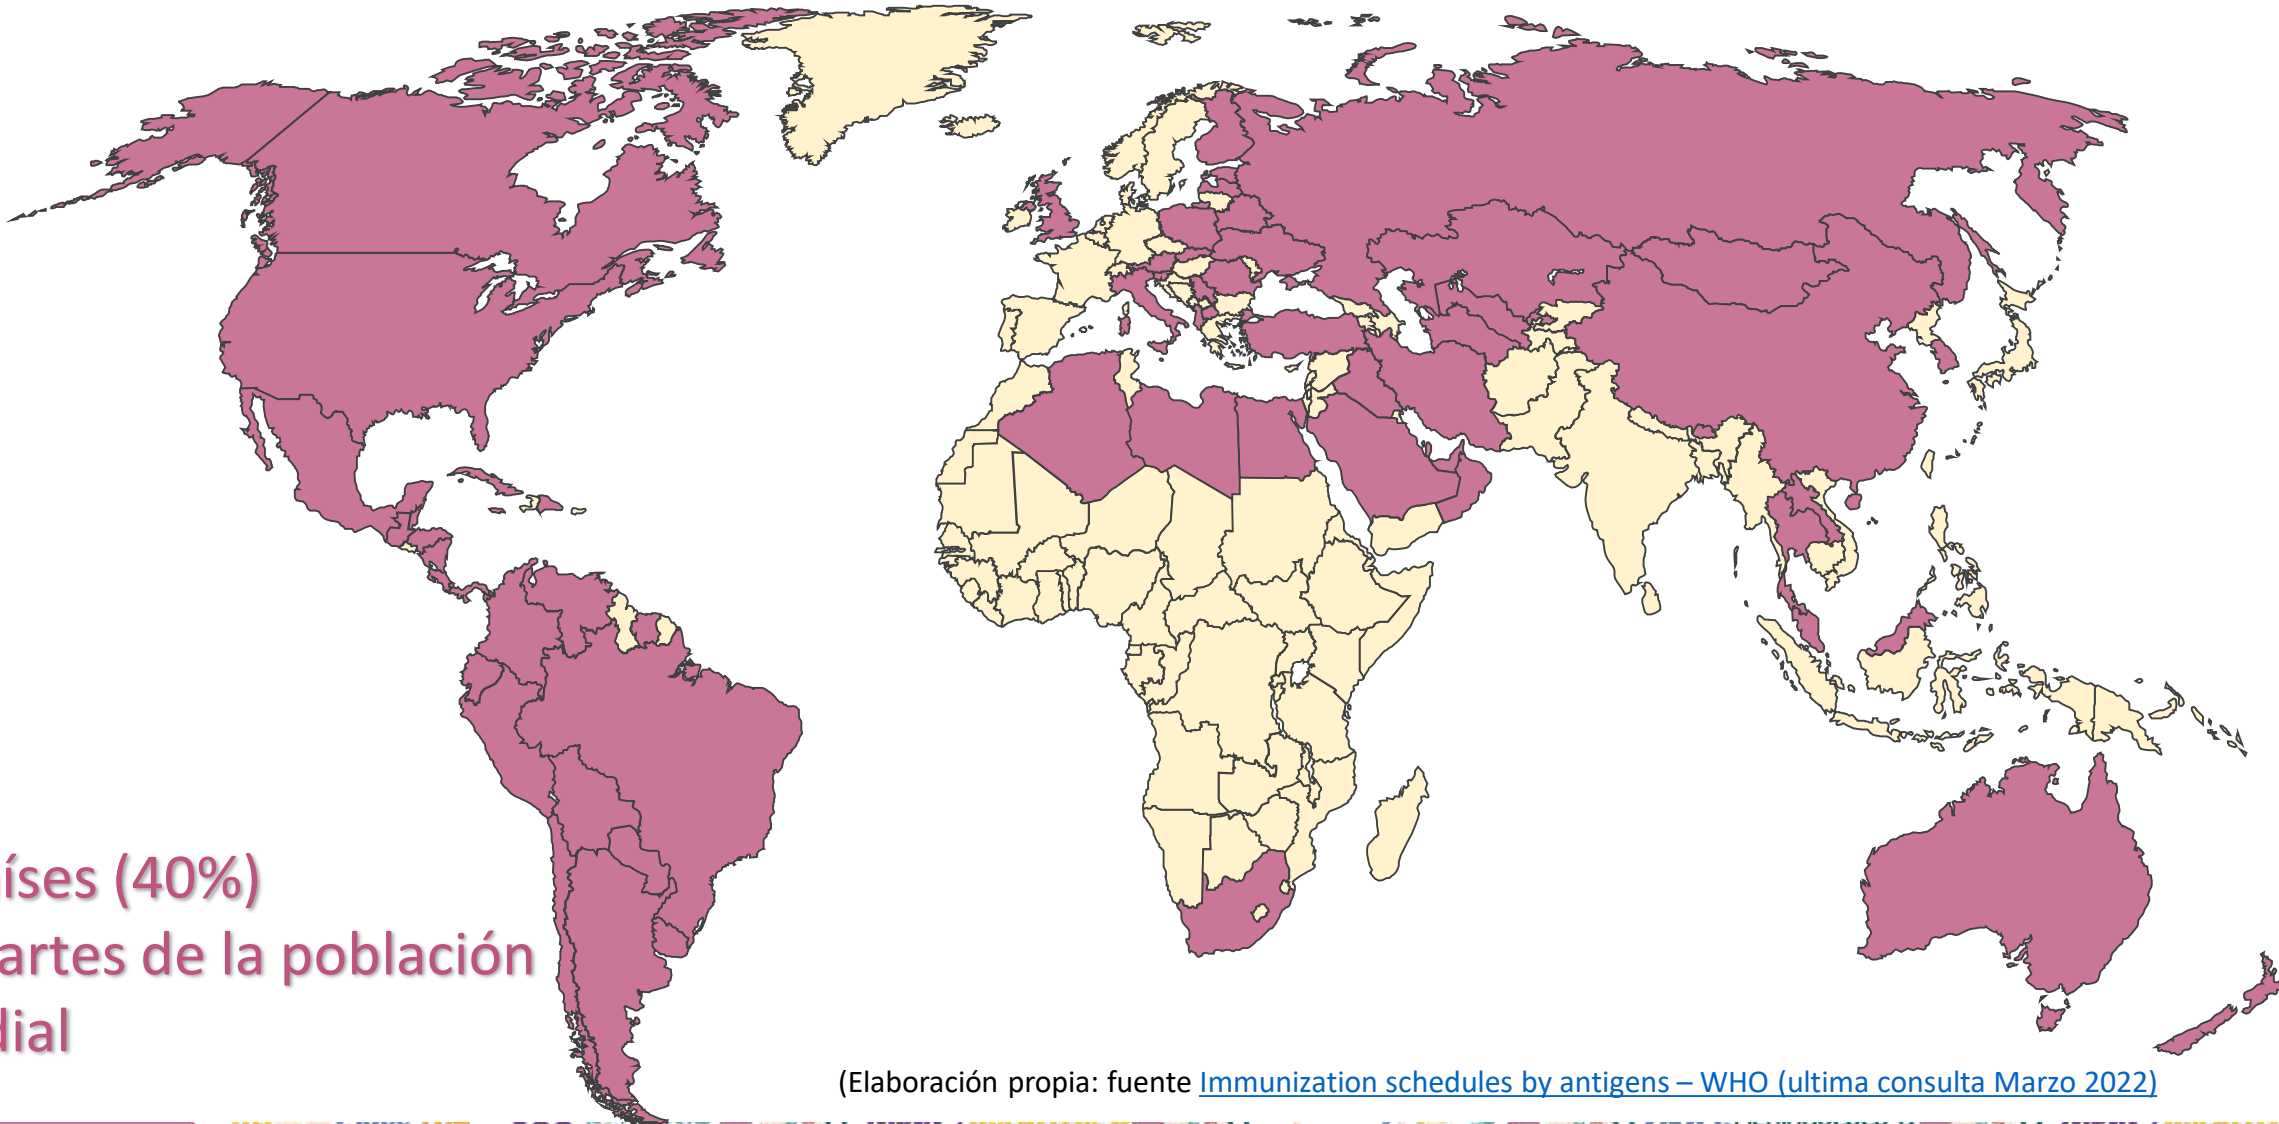 íses (40%)
artes de la población
dial
(Elaboración propia: fuente Immunization schedules by antigens – WHO (ultima consulta Marzo 2022)